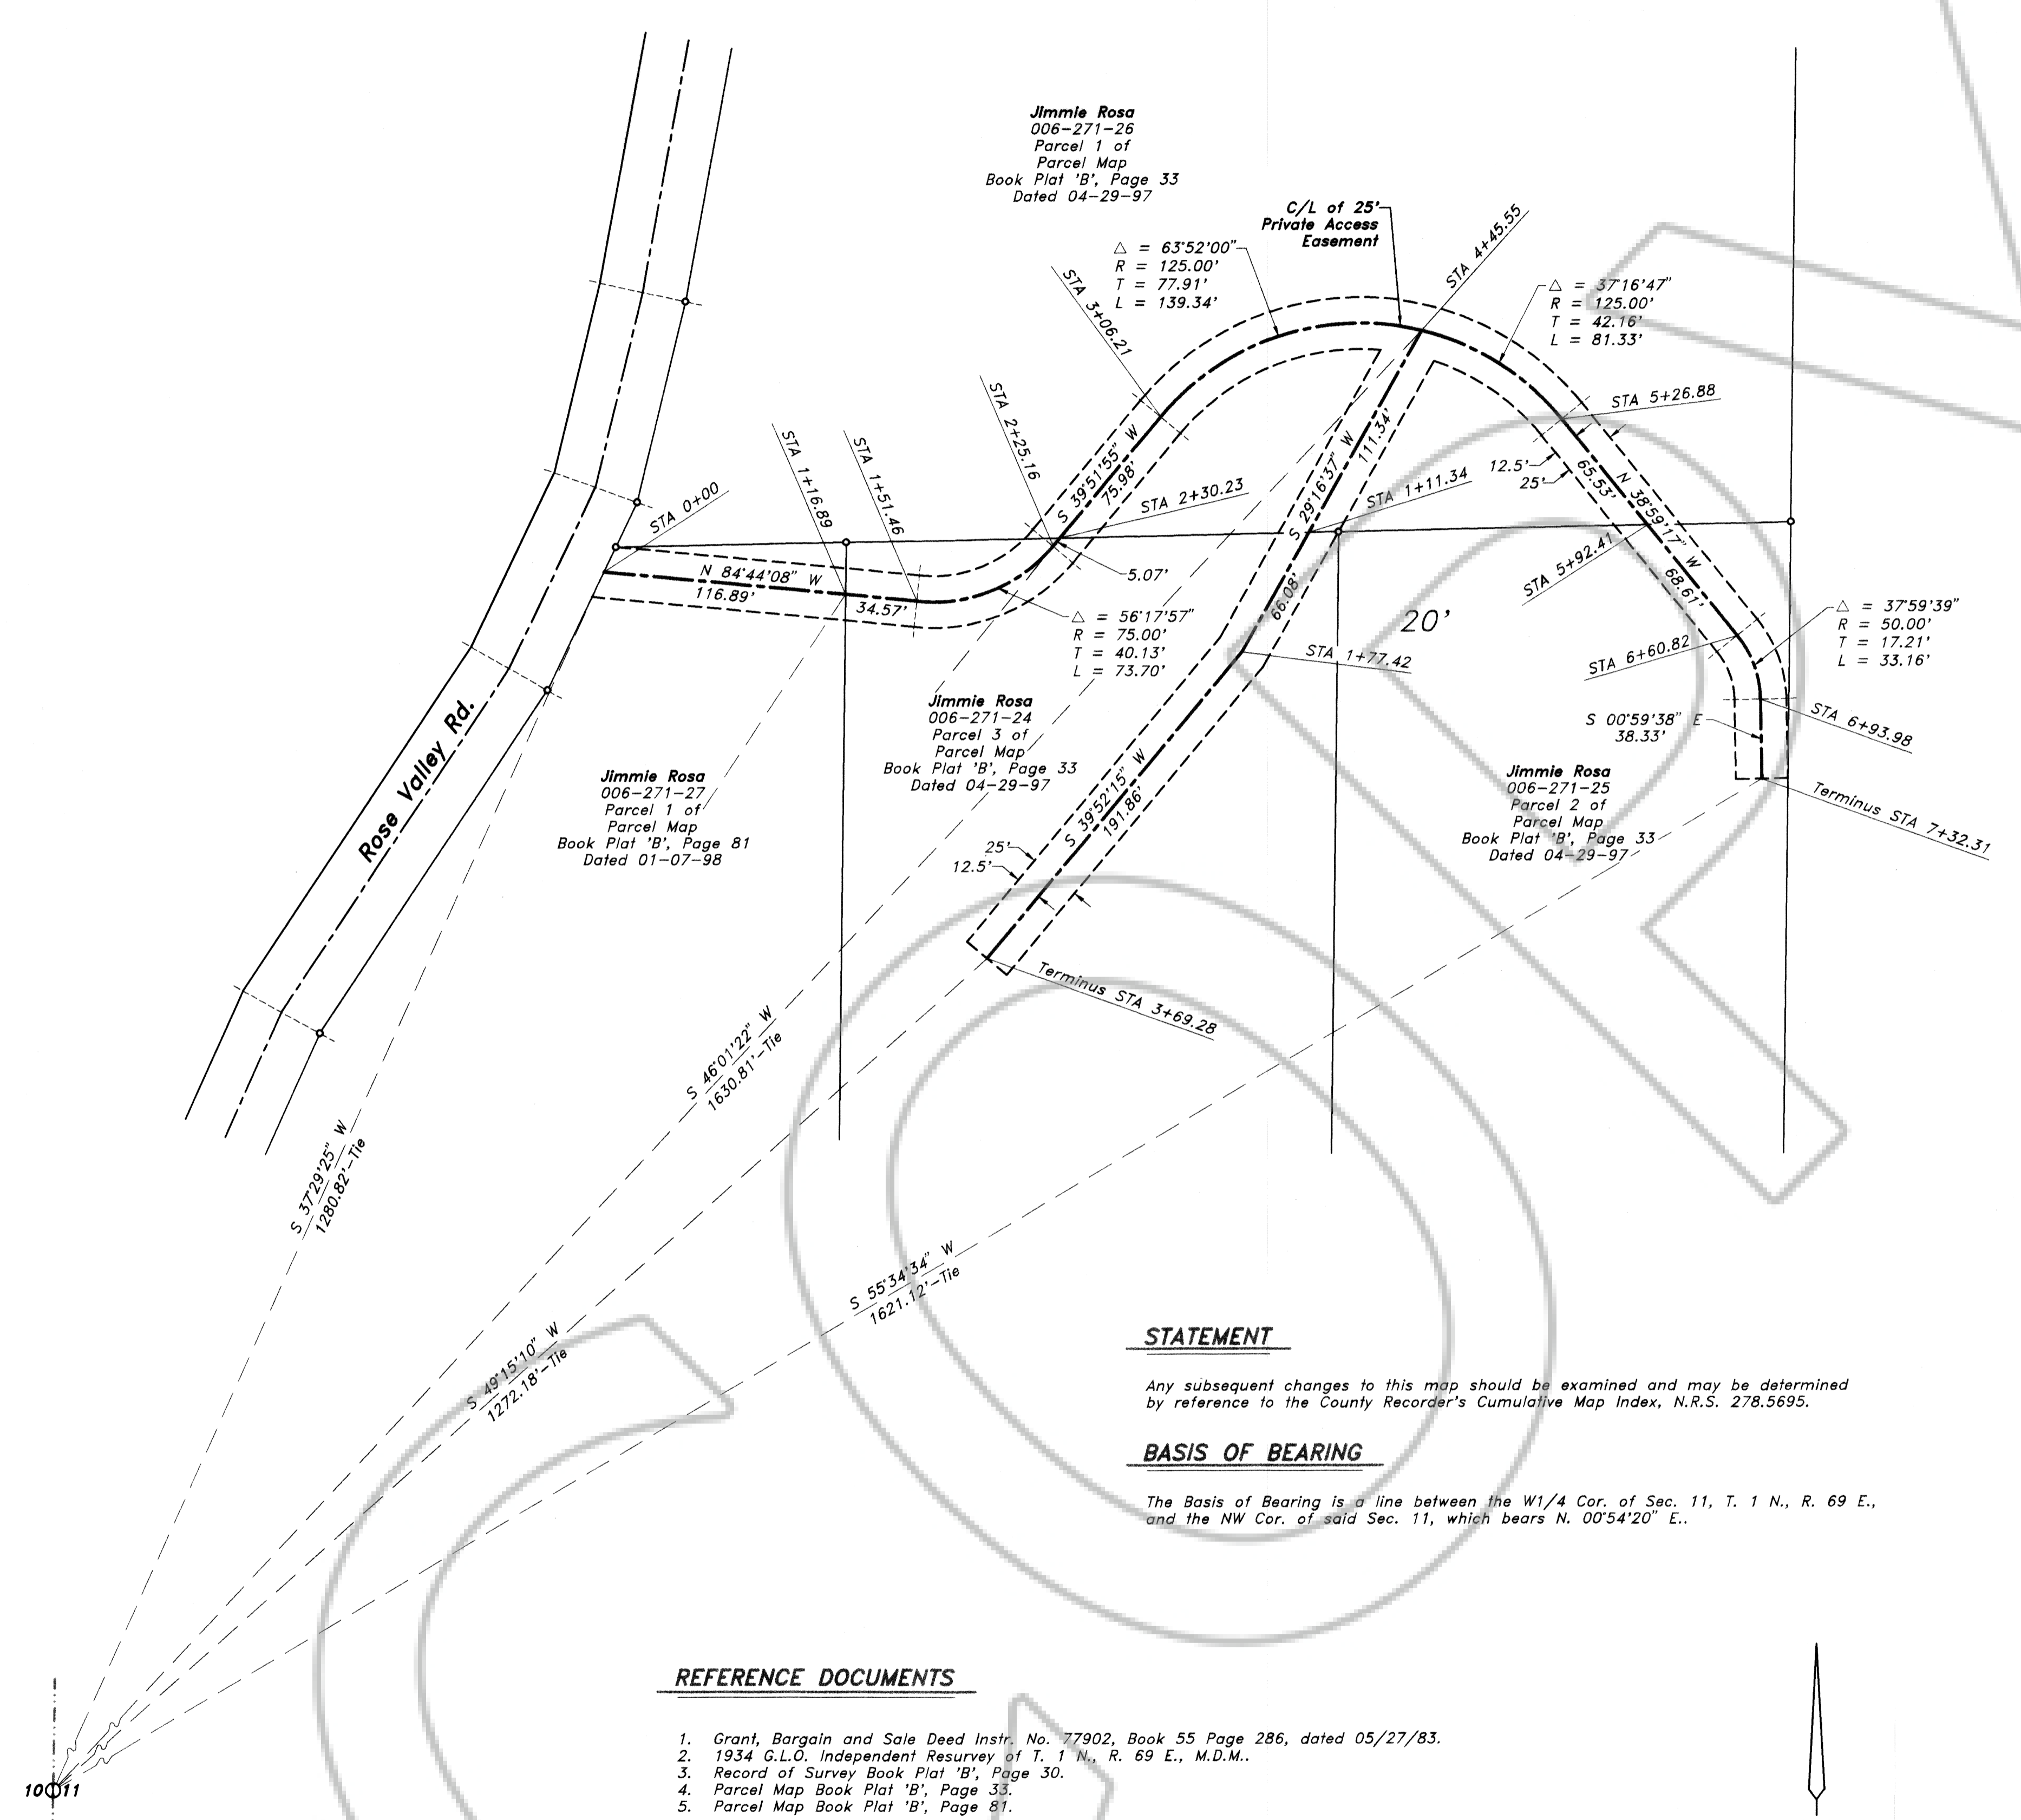 Jimmie Rosa
006-271-26
Parcel 1 of
Parcel Map
Book Plat 'B', Page 33
Dated 04-29-97
C/L of 25'
Private Access
Easement
STA 4+45.55
△ = 63°52'00"
R = 125.00'
T = 77.91'
L = 139.34'
STA 3+06.21
△ = 37°16'47"
R = 125.00'
T = 42.16'
L = 81.33'
STA 5+26.88
STA 2+25.16
S 39°51'55" W
75.98'
STA 2+30.23
S 29°16'37" W
111.34'
STA 1+11.34
12.5'
25'
N 38°59'17" W
65.53'
STA 0+00
STA 1+16.89
STA 1+51.46
N 84°44'08" W
116.89'
34.57'
5.07'
STA 5+92.41
68.61'
66.08'
20'
△ = 56°17'57"
R = 75.00'
T = 40.13'
L = 73.70'
△ = 37°59'39"
R = 50.00'
T = 17.21'
L = 33.16'
STA 1+77.42
STA 6+60.82
S 00°59'38" E
38.33'
STA 6+93.98
Rose Valley Rd.
Jimmie Rosa
006-271-27
Parcel 1 of
Parcel Map
Book Plat 'B', Page 81
Dated 01-07-98
Jimmie Rosa
006-271-24
Parcel 3 of
Parcel Map
Book Plat 'B', Page 33
Dated 04-29-97
Jimmie Rosa
006-271-25
Parcel 2 of
Parcel Map
Book Plat 'B', Page 33
Dated 04-29-97
Terminus STA 7+32.31
S 39°52'15" W
191.86'
25'
12.5'
Terminus STA 3+69.28
S 46°01'22" W
1630.81'-Tie
S 37°29'25" W
1280.82'-Tie
S 55°34'34" W
1621.12'-Tie
S 49°15'10" W
1272.18'-Tie
STATEMENT
Any subsequent changes to this map should be examined and may be determined
by reference to the County Recorder's Cumulative Map Index, N.R.S. 278.5695.
BASIS OF BEARING
The Basis of Bearing is a line between the W1/4 Cor. of Sec. 11, T. 1 N., R. 69 E.,
and the NW Cor. of said Sec. 11, which bears N. 00°54'20" E..
REFERENCE DOCUMENTS
1. Grant, Bargain and Sale Deed Instr. No. 77902, Book 55 Page 286, dated 05/27/83.
2. 1934 G.L.O. Independent Resurvey of T. 1 N., R. 69 E., M.D.M..
3. Record of Survey Book Plat 'B', Page 30.
4. Parcel Map Book Plat 'B', Page 33.
5. Parcel Map Book Plat 'B', Page 81.
10 11